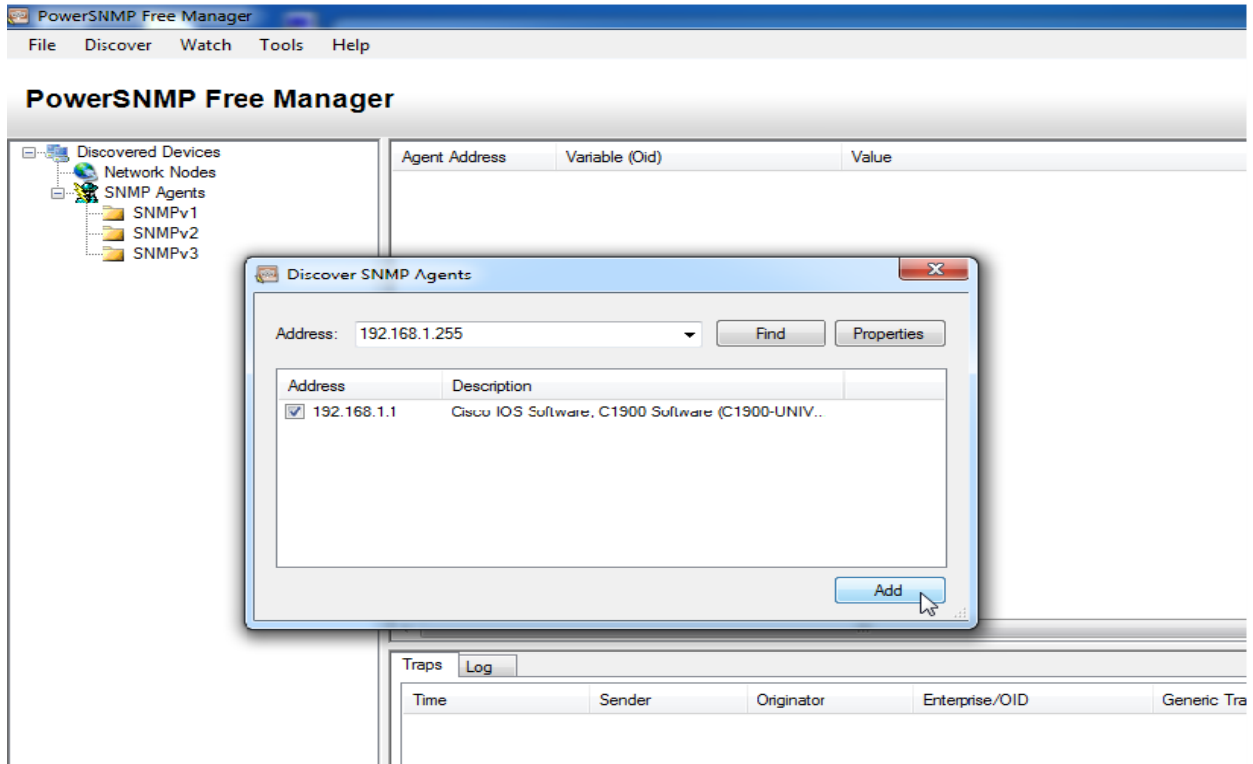 PowerSNMP Free Manager
File Discover Watch Tools Help
PowerSNMP Free Manager
Discovered Devices
Network Nodes
SNMP Agents
SNMPv1
SNMPv2
SNMPv3
Agent Address Variable (Oid) Value
Discover SNMP Agents
Address: 192.168.1.255 Find Properties
Address Description
192.168.1.1 Cisco IOS Software, C1900 Software (C1900-UNIV...
Add
Traps Log
Time Sender Originator Enterprise/OID Generic Tra